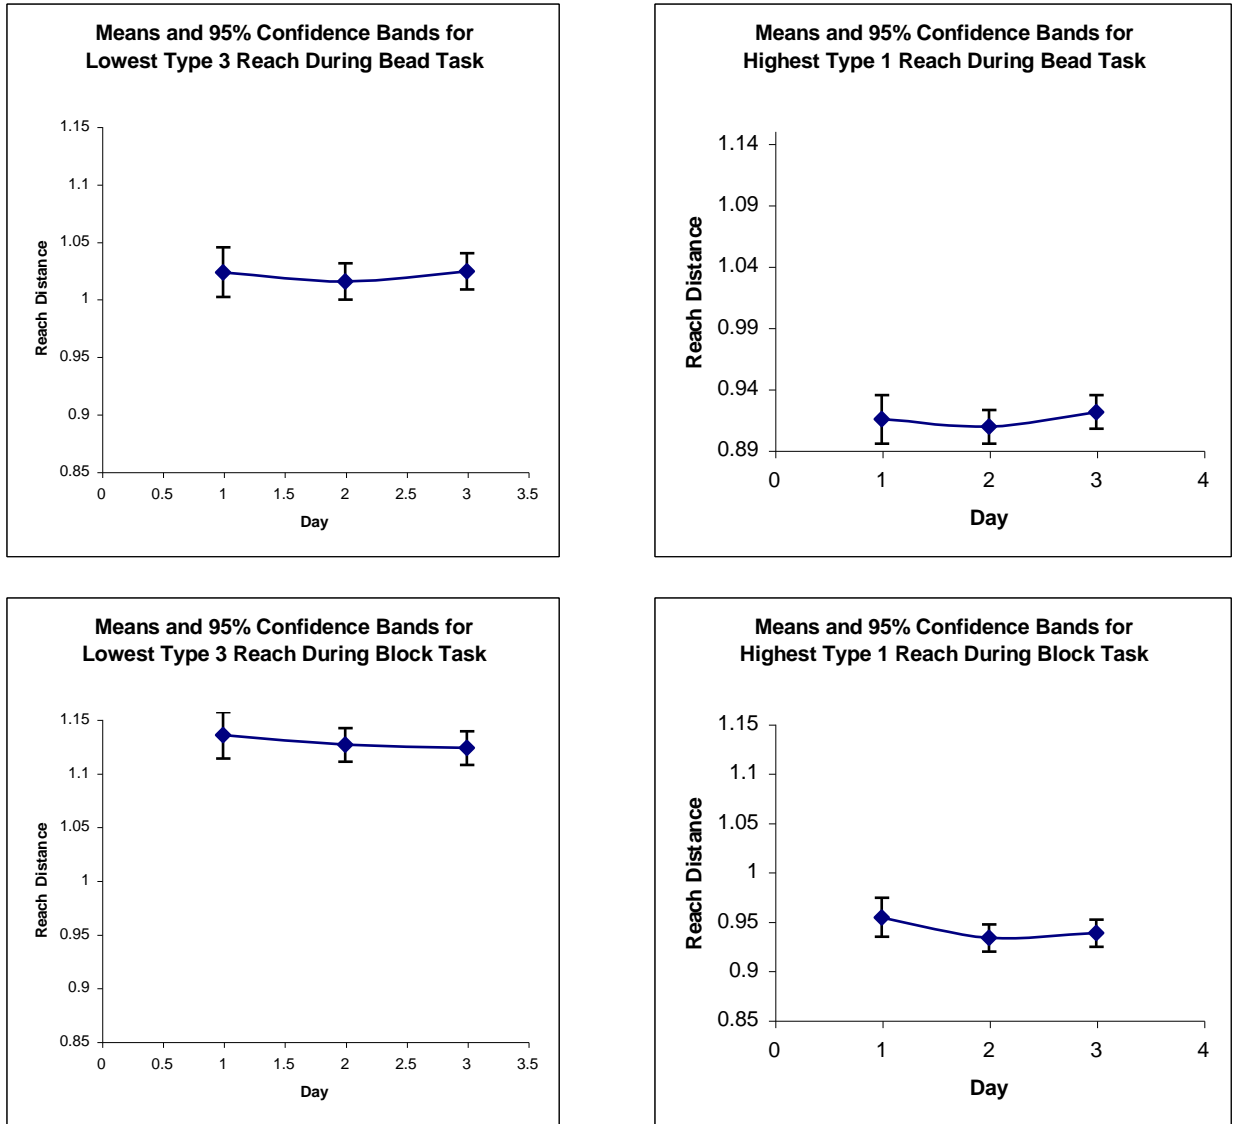 Means and 95% Confidence Bands for
Lowest Type 3 Reach During Bead Task
1.15
1.1
1.05
1
0.95
0.9
0.85
Reach Distance
0 0.5 1 1.5 2 2.5 3 3.5
Day
Means and 95% Confidence Bands for
Highest Type 1 Reach During Bead Task
1.14
1.09
1.04
0.99
0.94
0.89
Reach Distance
0 1 2 3 4
Day
Means and 95% Confidence Bands for
Lowest Type 3 Reach During Block Task
1.15
1.1
1.05
1
0.95
0.9
0.85
Reach Distance
0 0.5 1 1.5 2 2.5 3 3.5
Day
Means and 95% Confidence Bands for
Highest Type 1 Reach During Block Task
1.15
1.1
1.05
1
0.95
0.9
0.85
Reach Distance
0 1 2 3 4
Day